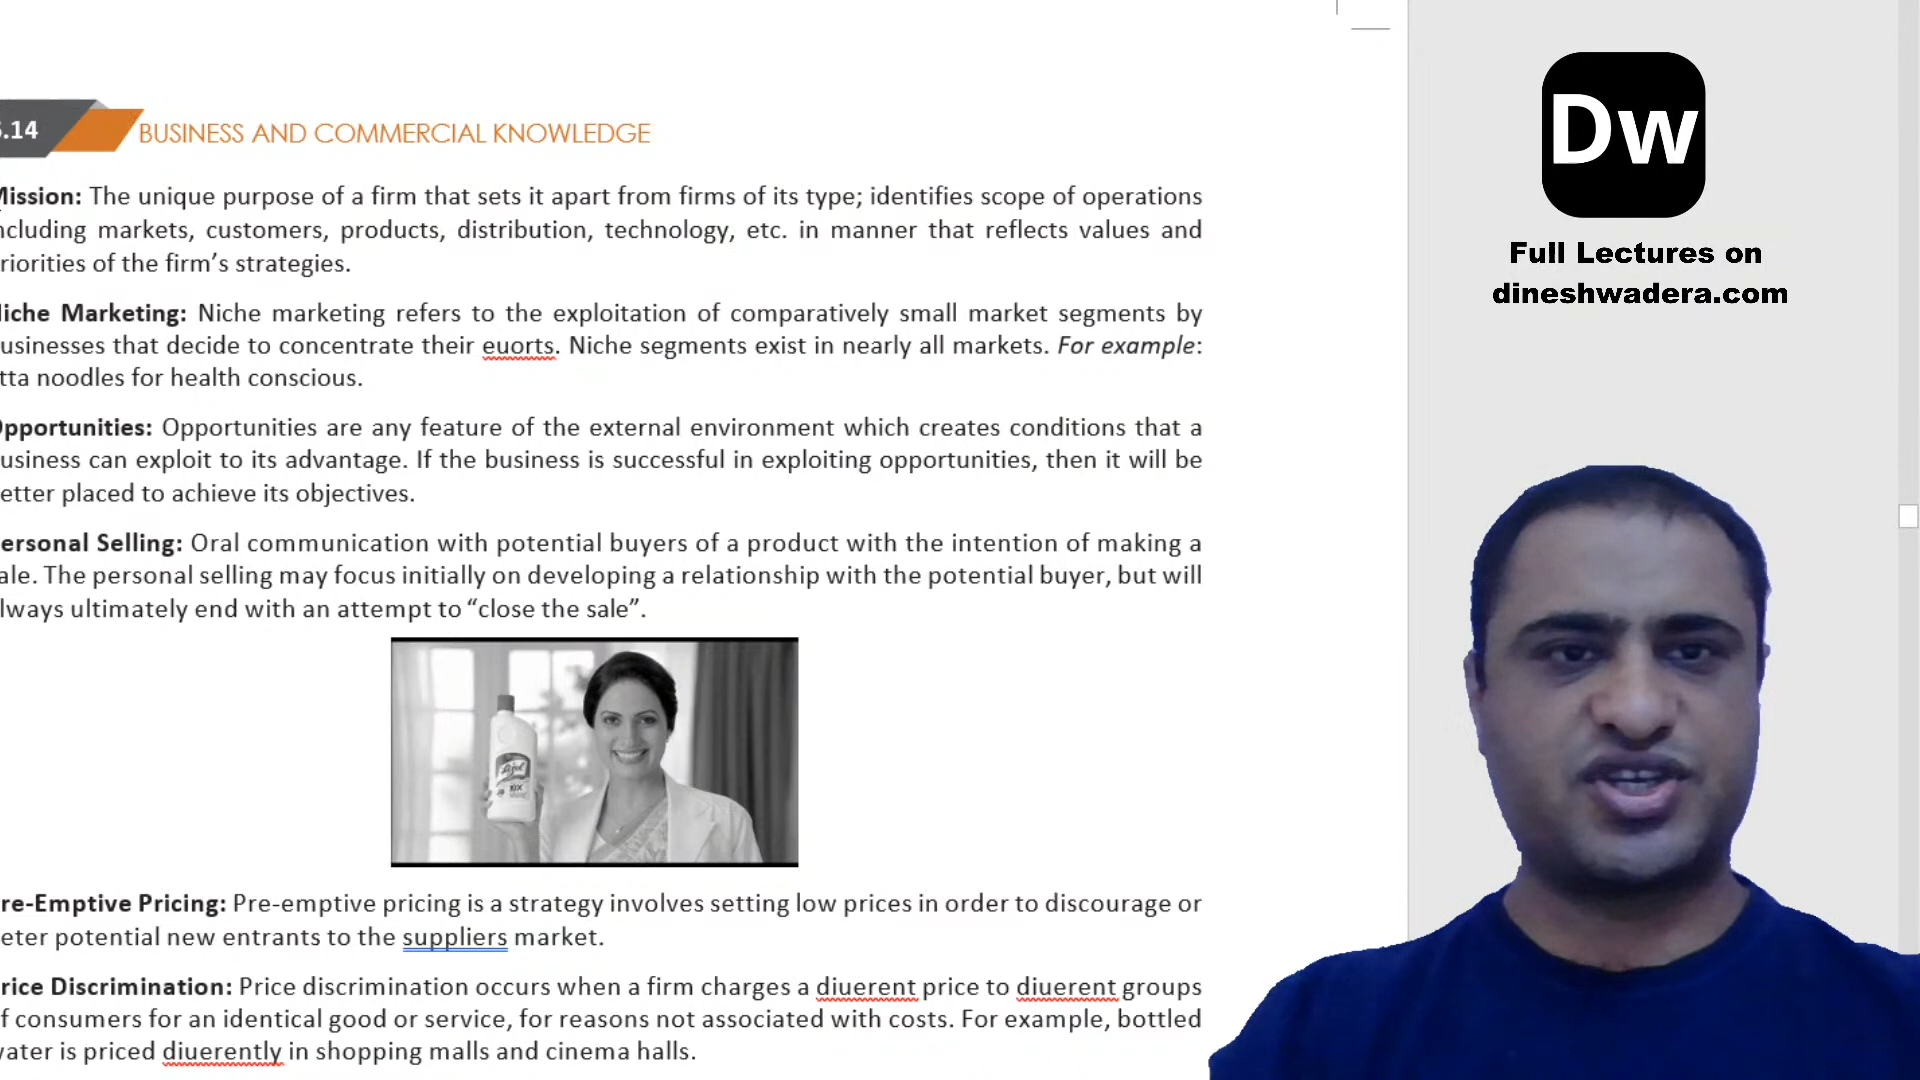 .14
BUSINESS AND COMMERCIAL KNOWLEDGE
Mission: The unique purpose of a firm that sets it apart from firms of its type; identifies scope of operations
ncluding markets, customers, products, distribution, technology, etc. in manner that reflects values and
riorities of the firm’s strategies.
iche Marketing: Niche marketing refers to the exploitation of comparatively small market segments by
usinesses that decide to concentrate their euorts. Niche segments exist in nearly all markets. For example:
tta noodles for health conscious.
pportunities: Opportunities are any feature of the external environment which creates conditions that a
usiness can exploit to its advantage. If the business is successful in exploiting opportunities, then it will be
etter placed to achieve its objectives.
ersonal Selling: Oral communication with potential buyers of a product with the intention of making a
ale. The personal selling may focus initially on developing a relationship with the potential buyer, but will
lways ultimately end with an attempt to “close the sale”.
Lizol
10X
re-Emptive Pricing: Pre-emptive pricing is a strategy involves setting low prices in order to discourage or
eter potential new entrants to the suppliers market.
rice Discrimination: Price discrimination occurs when a firm charges a diuerent price to diuerent groups
f consumers for an identical good or service, for reasons not associated with costs. For example, bottled
vater is priced diuerently in shopping malls and cinema halls.
Dw
Full Lectures on
dineshwadera.com